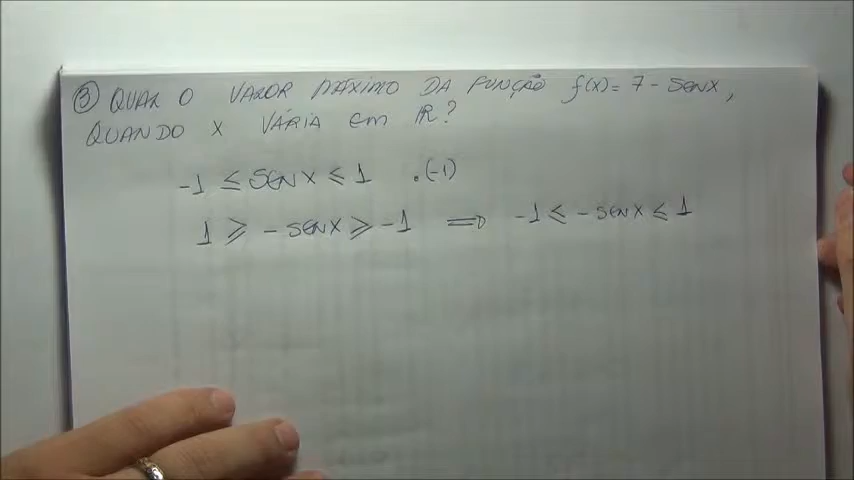 ③ QUAL O VALOR MÁXIMO DA FUNÇÃO f(x) = 7 - SENX,
QUANDO X VÁRIA em ℝ?
-1 ≤ SENX ≤ 1 .(-1)
1 ≥ - SENX ≥ -1 ⟹ -1 ≤ - SENX ≤ 1